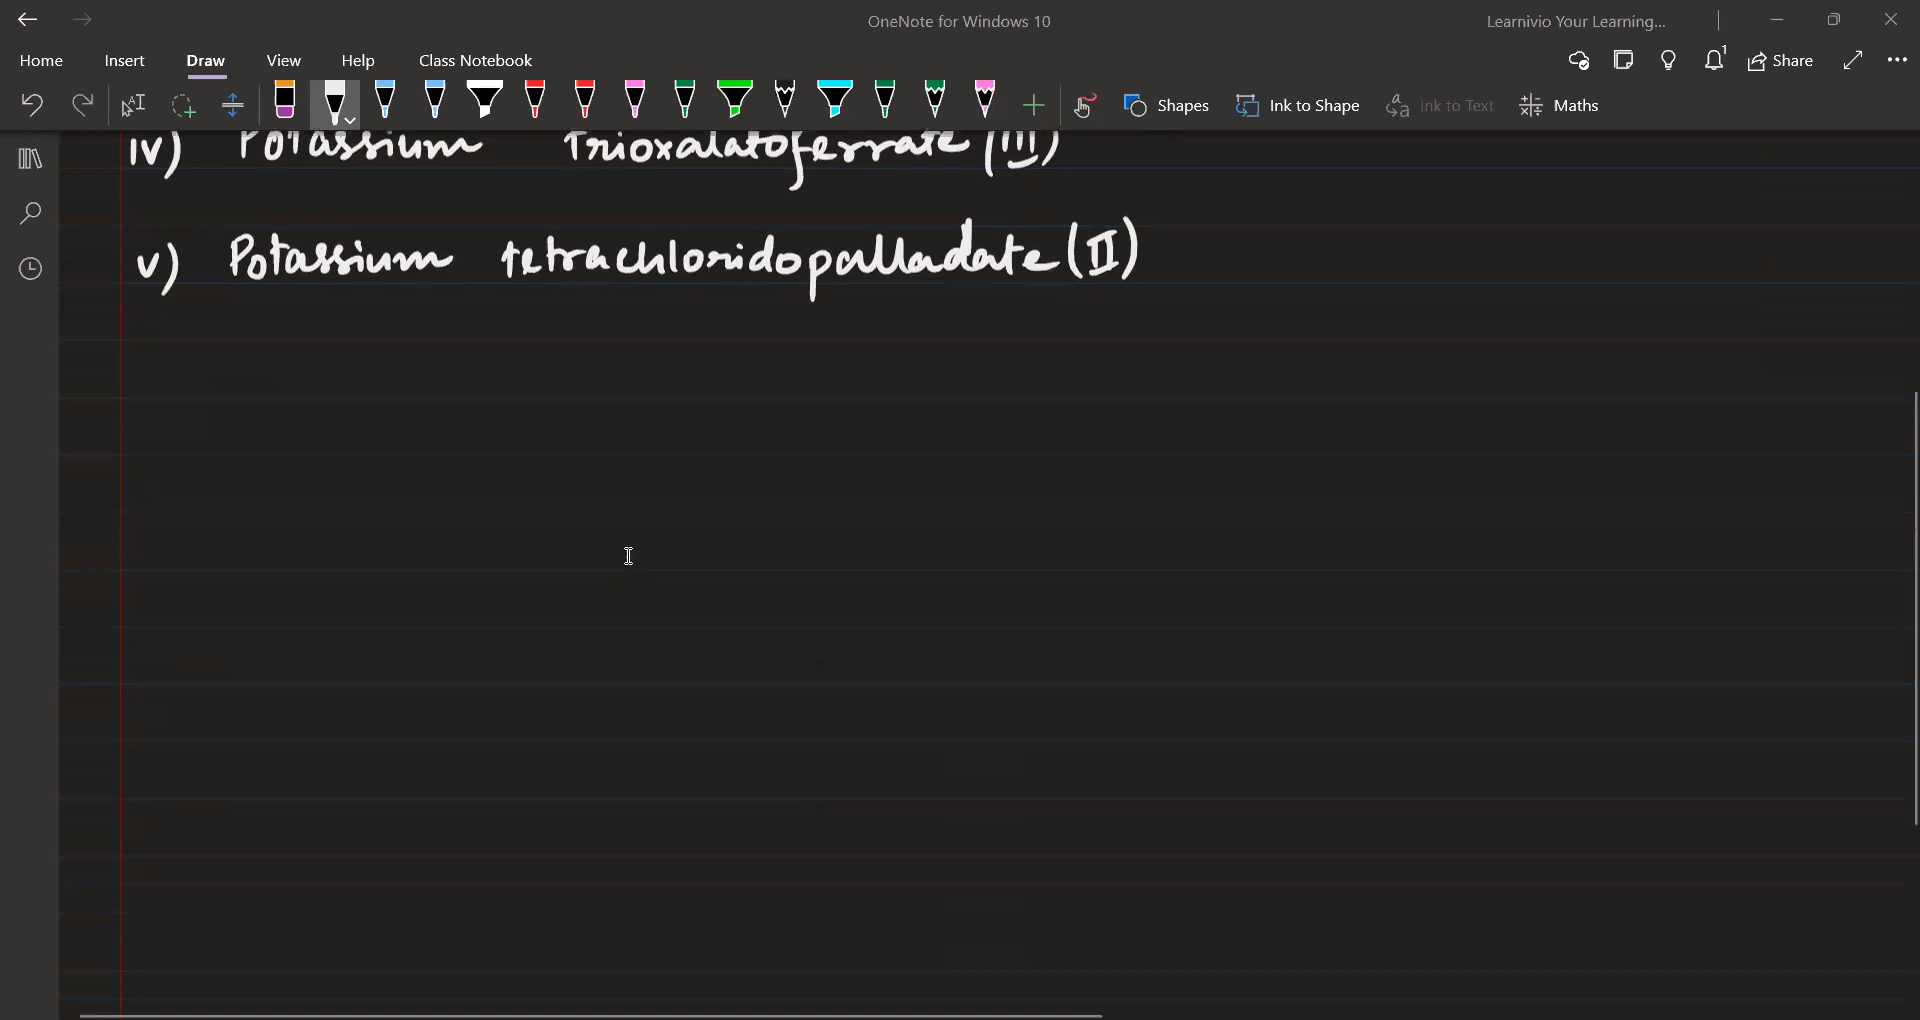 OneNote for Windows 10
Learnivio Your Learning...
Home Insert Draw View Help Class Notebook
1
Share
Shapes
Ink to Shape
Ink to Text
Maths
iv) Potassium trioxalatoferrate (III)
v) Potassium tetrachloridopalladate (II)